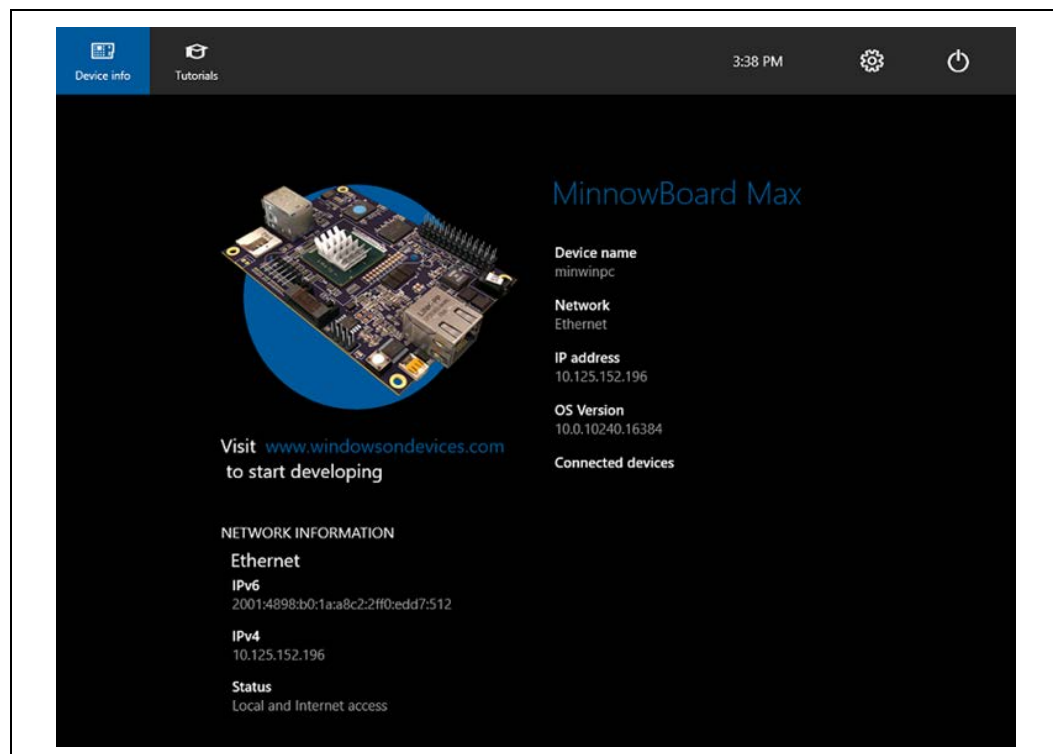 Device info
Tutorials
3:38 PM
MinnowBoard Max
Device name
minwinpc
Network
Ethernet
IP address
10.125.152.196
OS Version
10.0.10240.16384
Connected devices
Visit www.windowsondevices.com
to start developing
NETWORK INFORMATION
Ethernet
IPv6
2001:4898:b0:1a:a8c2:2ff0:edd7:512
IPv4
10.125.152.196
Status
Local and Internet access